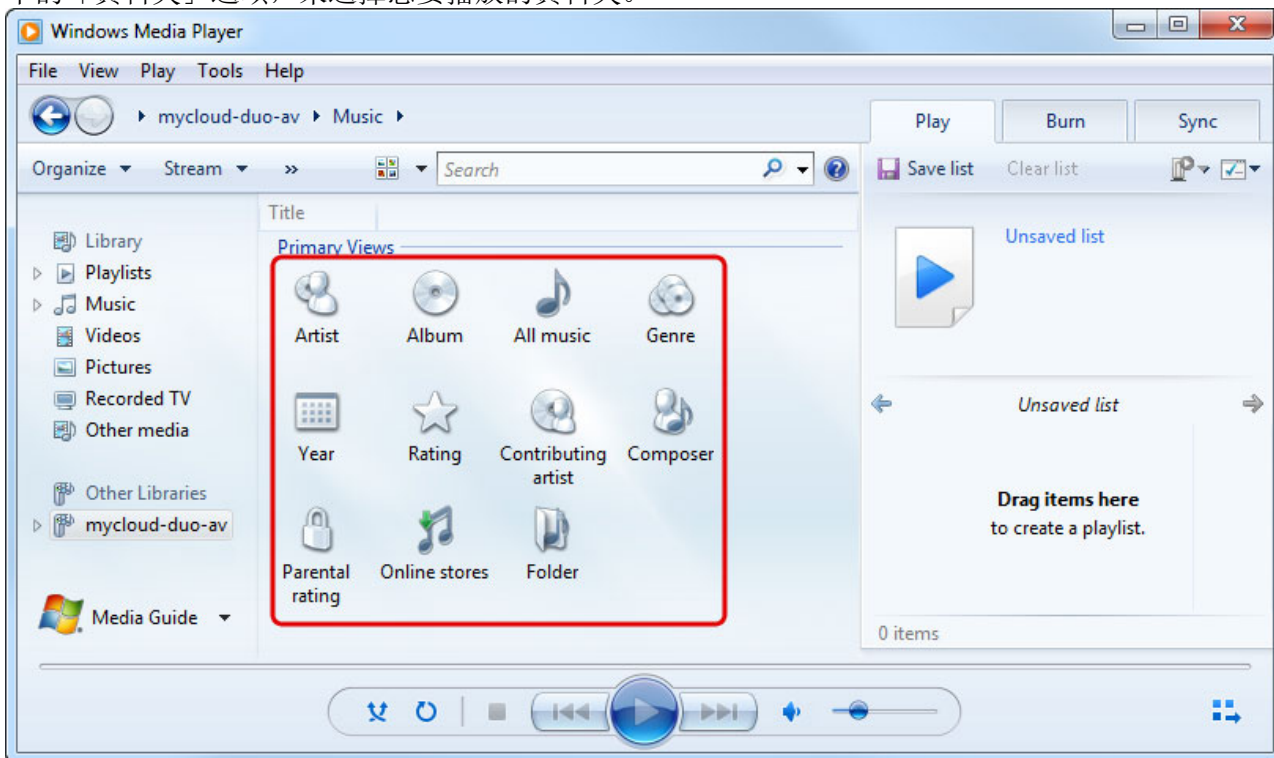 Windows Media Player
File View Play Tools Help
mycloud-duo-av Music
Play Burn Sync
Organize Stream » Search
Save list Clear list
Title
Library
Playlists
Music
Videos
Pictures
Recorded TV
Other media
Other Libraries
mycloud-duo-av
Media Guide
Primary Views
Artist Album All music Genre
Year Rating Contributing artist Composer
Parental rating Online stores Folder
Unsaved list
Unsaved list
Drag items here
to create a playlist.
0 items